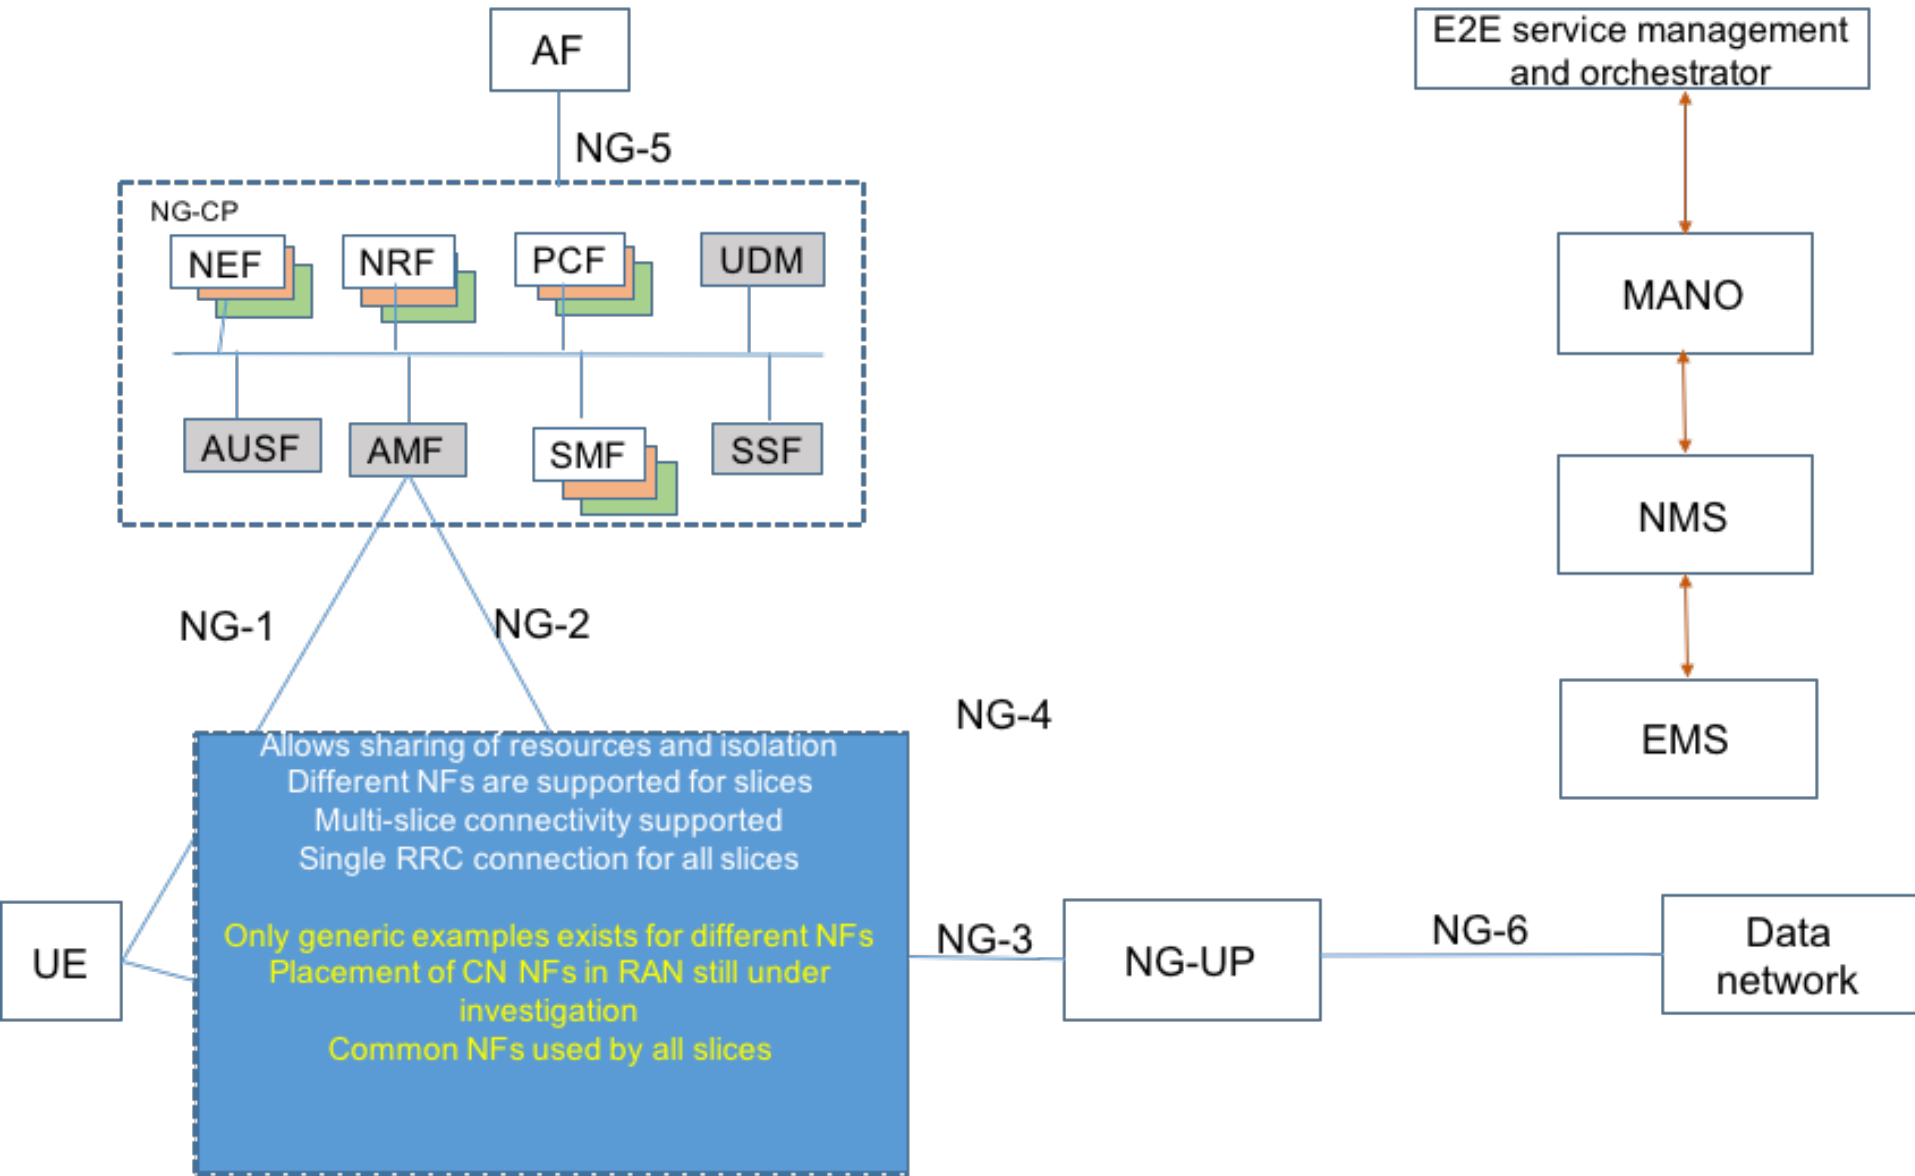 AF
E2E service management
and orchestrator
NG-5
NG-CP
NEF
NRF
PCF
UDM
MANO
AUSF
AMF
SMF
SSF
NMS
NG-1
NG-2
NG-4
EMS
Allows sharing of resources and isolation
Different NFs are supported for slices
Multi-slice connectivity supported
Single RRC connection for all slices
Only generic examples exists for different NFs
Placement of CN NFs in RAN still under
investigation
Common NFs used by all slices
UE
NG-3
NG-UP
NG-6
Data
network